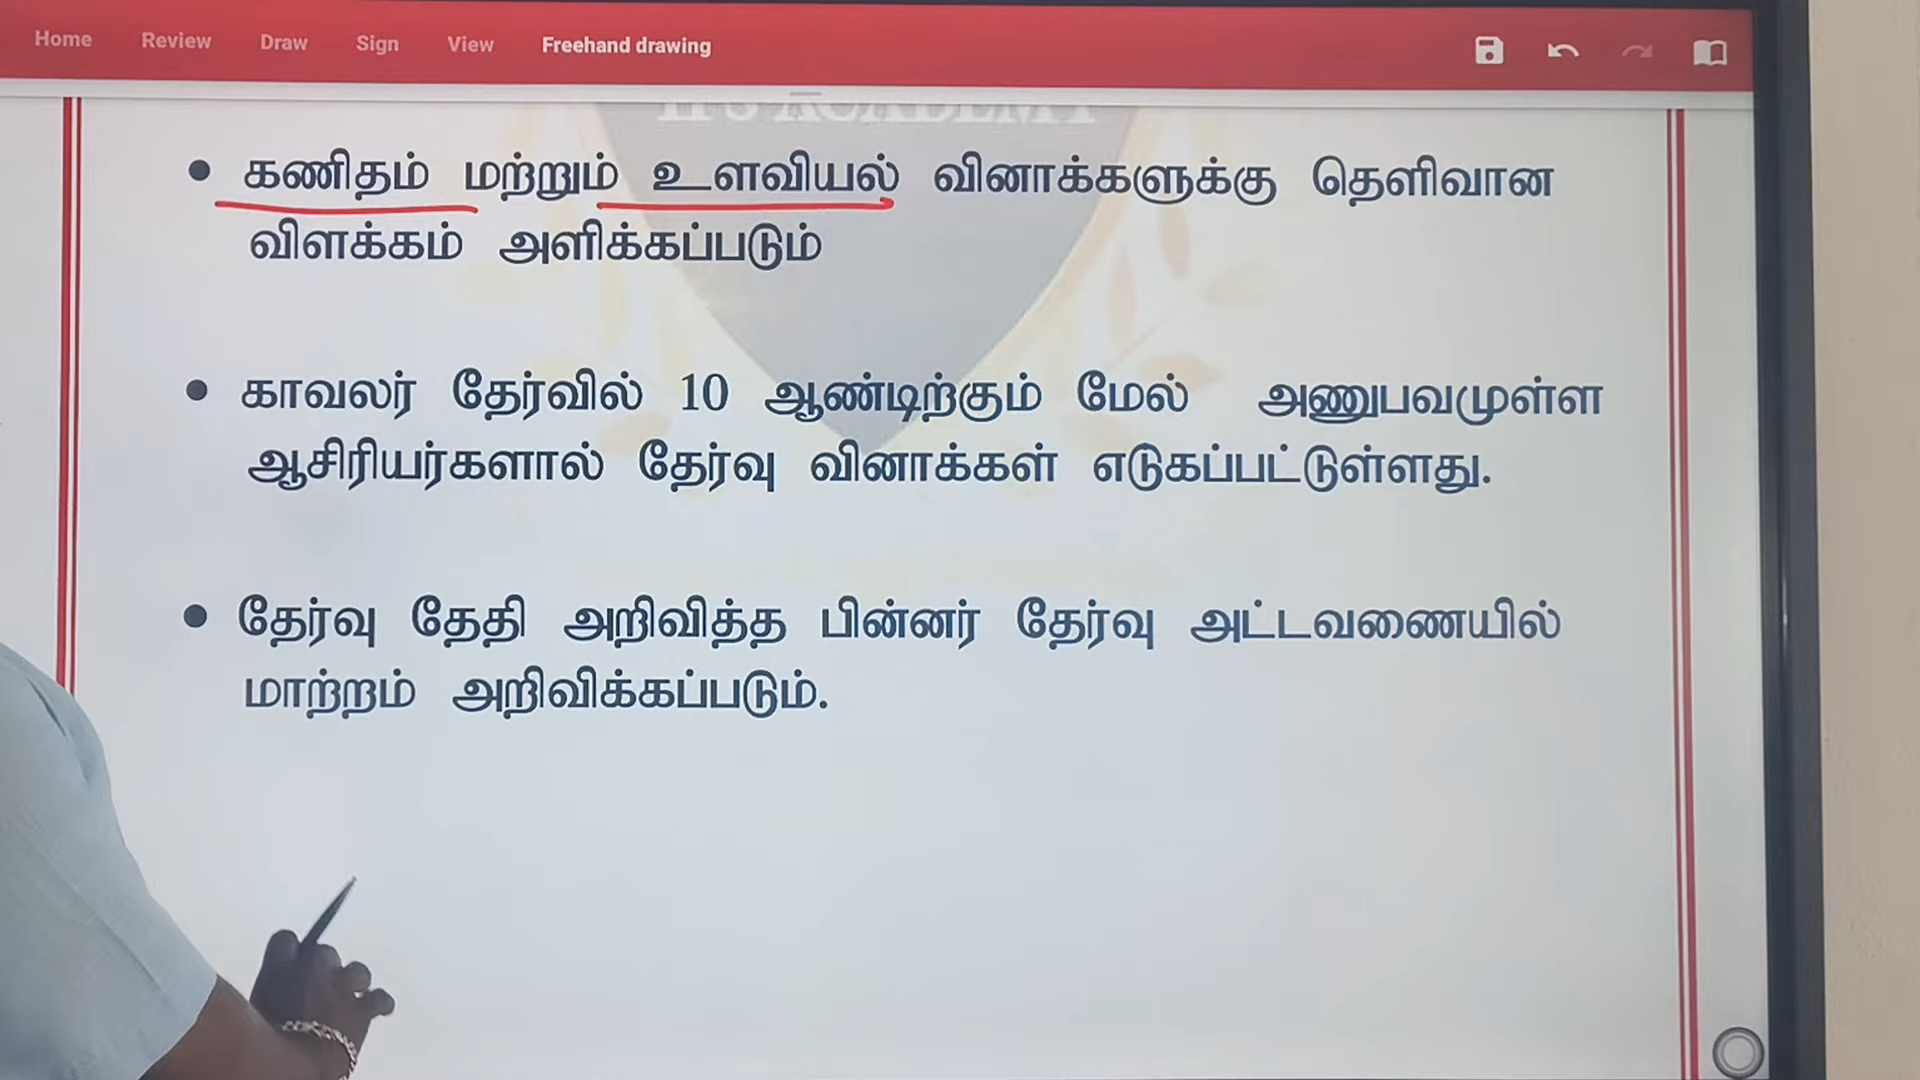 Home Review Draw Sign View Freehand drawing
ACADEMY
• கணிதம் மற்றும் உளவியல் வினாக்களுக்கு தெளிவான
விளக்கம் அளிக்கப்படும்
• காவலர் தேர்வில் 10 ஆண்டிற்கும் மேல் அணுபவமுள்ள
ஆசிரியர்களால் தேர்வு வினாக்கள் எடுகப்பட்டுள்ளது.
• தேர்வு தேதி அறிவித்த பின்னர் தேர்வு அட்டவணையில்
மாற்றம் அறிவிக்கப்படும்.